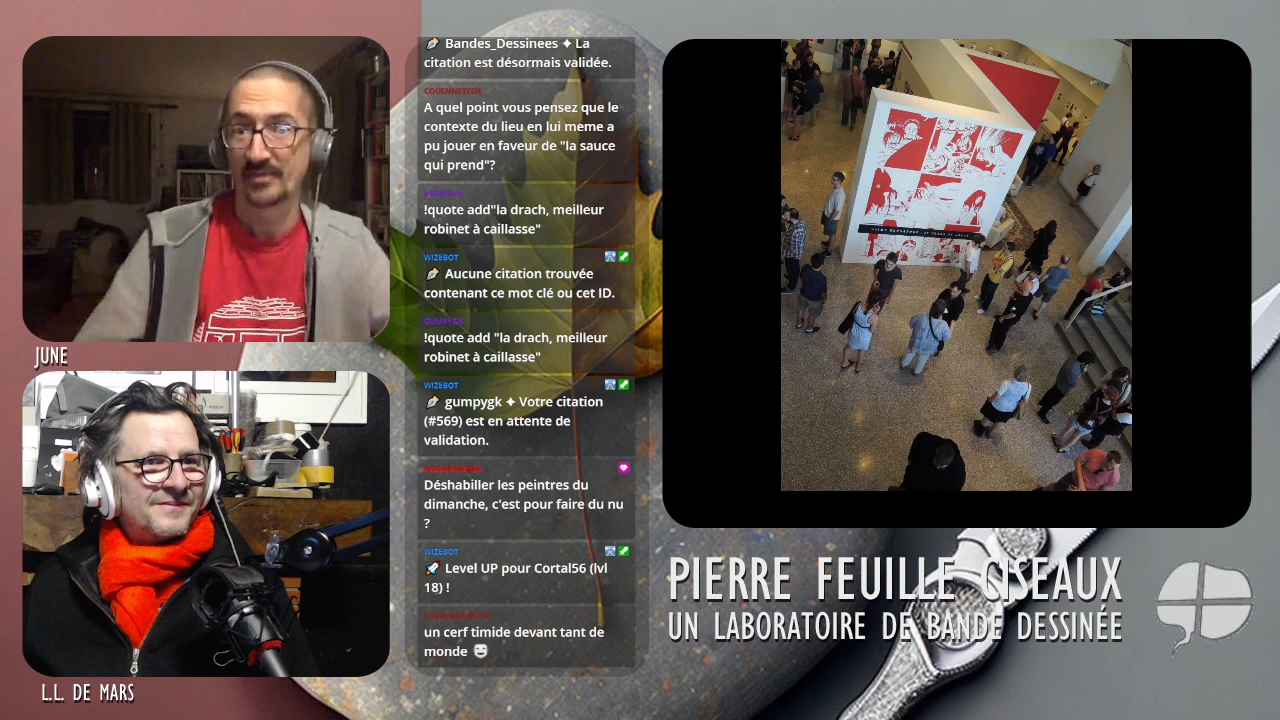 Bandes_Dessinees ✦ La
citation est désormais validée.
COUENNETEN
A quel point vous pensez que le
contexte du lieu en lui meme a
pu jouer en faveur de "la sauce
qui prend"?
GUMPYGK
!quote add"la drach, meilleur
robinet à caillasse"
WIZEBOT
Aucune citation trouvée
contenant ce mot clé ou cet ID.
GUMPYGK
!quote add "la drach, meilleur
robinet à caillasse"
WIZEBOT
gumpygk ✦ Votre citation
(#569) est en attente de
validation.
Déshabiller les peintres du
dimanche, c'est pour faire du nu
?
WIZEBOT
Level UP pour Cortal56 (lvl
18) !
un cerf timide devant tant de
monde
JUNE
L.L. DE MARS
PIERRE FEUILLE CISEAUX
UN LABORATOIRE DE BANDE DESSINÉE